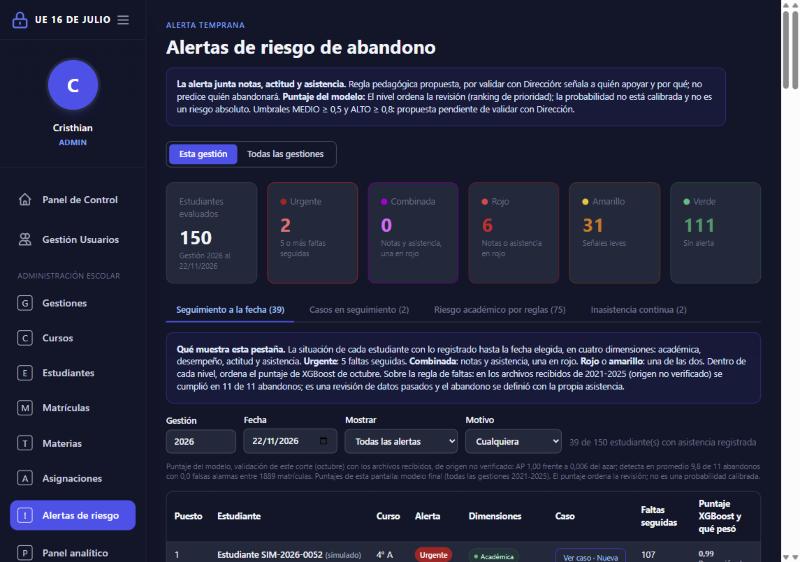 UE 16 DE JULIO
C
Cristhian
ADMIN
Panel de Control
Gestión Usuarios
ADMINISTRACIÓN ESCOLAR
G Gestiones
C Cursos
E Estudiantes
M Matrículas
T Materias
A Asignaciones
! Alertas de riesgo
P Panel analítico
ALERTA TEMPRANA
Alertas de riesgo de abandono
La alerta junta notas, actitud y asistencia. Regla pedagógica propuesta, por validar con Dirección: señala a quién apoyar y por qué; no
predice quién abandonará. Puntaje del modelo: El nivel ordena la revisión (ranking de prioridad); la probabilidad no está calibrada y no es
un riesgo absoluto. Umbrales MEDIO ≥ 0,5 y ALTO ≥ 0,8: propuesta pendiente de validar con Dirección.
Esta gestión Todas las gestiones
Estudiantes
evaluados
150
Gestión 2026 al
22/11/2026
Urgente
2
5 o más faltas
seguidas
Combinada
0
Notas y asistencia,
una en rojo
Rojo
6
Notas o asistencia
en rojo
Amarillo
31
Señales leves
Verde
111
Sin alerta
Seguimiento a la fecha (39) Casos en seguimiento (2) Riesgo académico por reglas (75) Inasistencia continua (2)
Qué muestra esta pestaña. La situación de cada estudiante con lo registrado hasta la fecha elegida, en cuatro dimensiones: académica,
desempeño, actitud y asistencia. Urgente: 5 faltas seguidas. Combinada: notas y asistencia, una en rojo. Rojo o amarillo: una de las dos. Dentro de
cada nivel, ordena el puntaje de XGBoost de octubre. Sobre la regla de faltas: en los archivos recibidos de 2021-2025 (origen no verificado) se
cumplió en 11 de 11 abandonos; es una revisión de datos pasados y el abandono se definió con la propia asistencia.
Gestión Fecha Mostrar Motivo
2026 22/11/2026 Todas las alertas Cualquiera 39 de 150 estudiante(s) con asistencia registrada
Puntaje del modelo, validación de este corte (octubre) con los archivos recibidos, de origen no verificado: AP 1,00 frente a 0,006 del azar; detecta en promedio 9,8 de 11 abandonos
con 0,0 falsas alarmas entre 1889 matrículas. Puntajes de esta pantalla: modelo final (todas las gestiones 2021-2025). El puntaje ordena la revisión; no es una probabilidad calibrada.
Puesto Estudiante Curso Alerta Dimensiones Caso Faltas seguidas Puntaje XGBoost y qué pesó
1 Estudiante SIM-2026-0052 (simulado) 4º A Urgente Académica Ver caso · Nueva 107 0,99